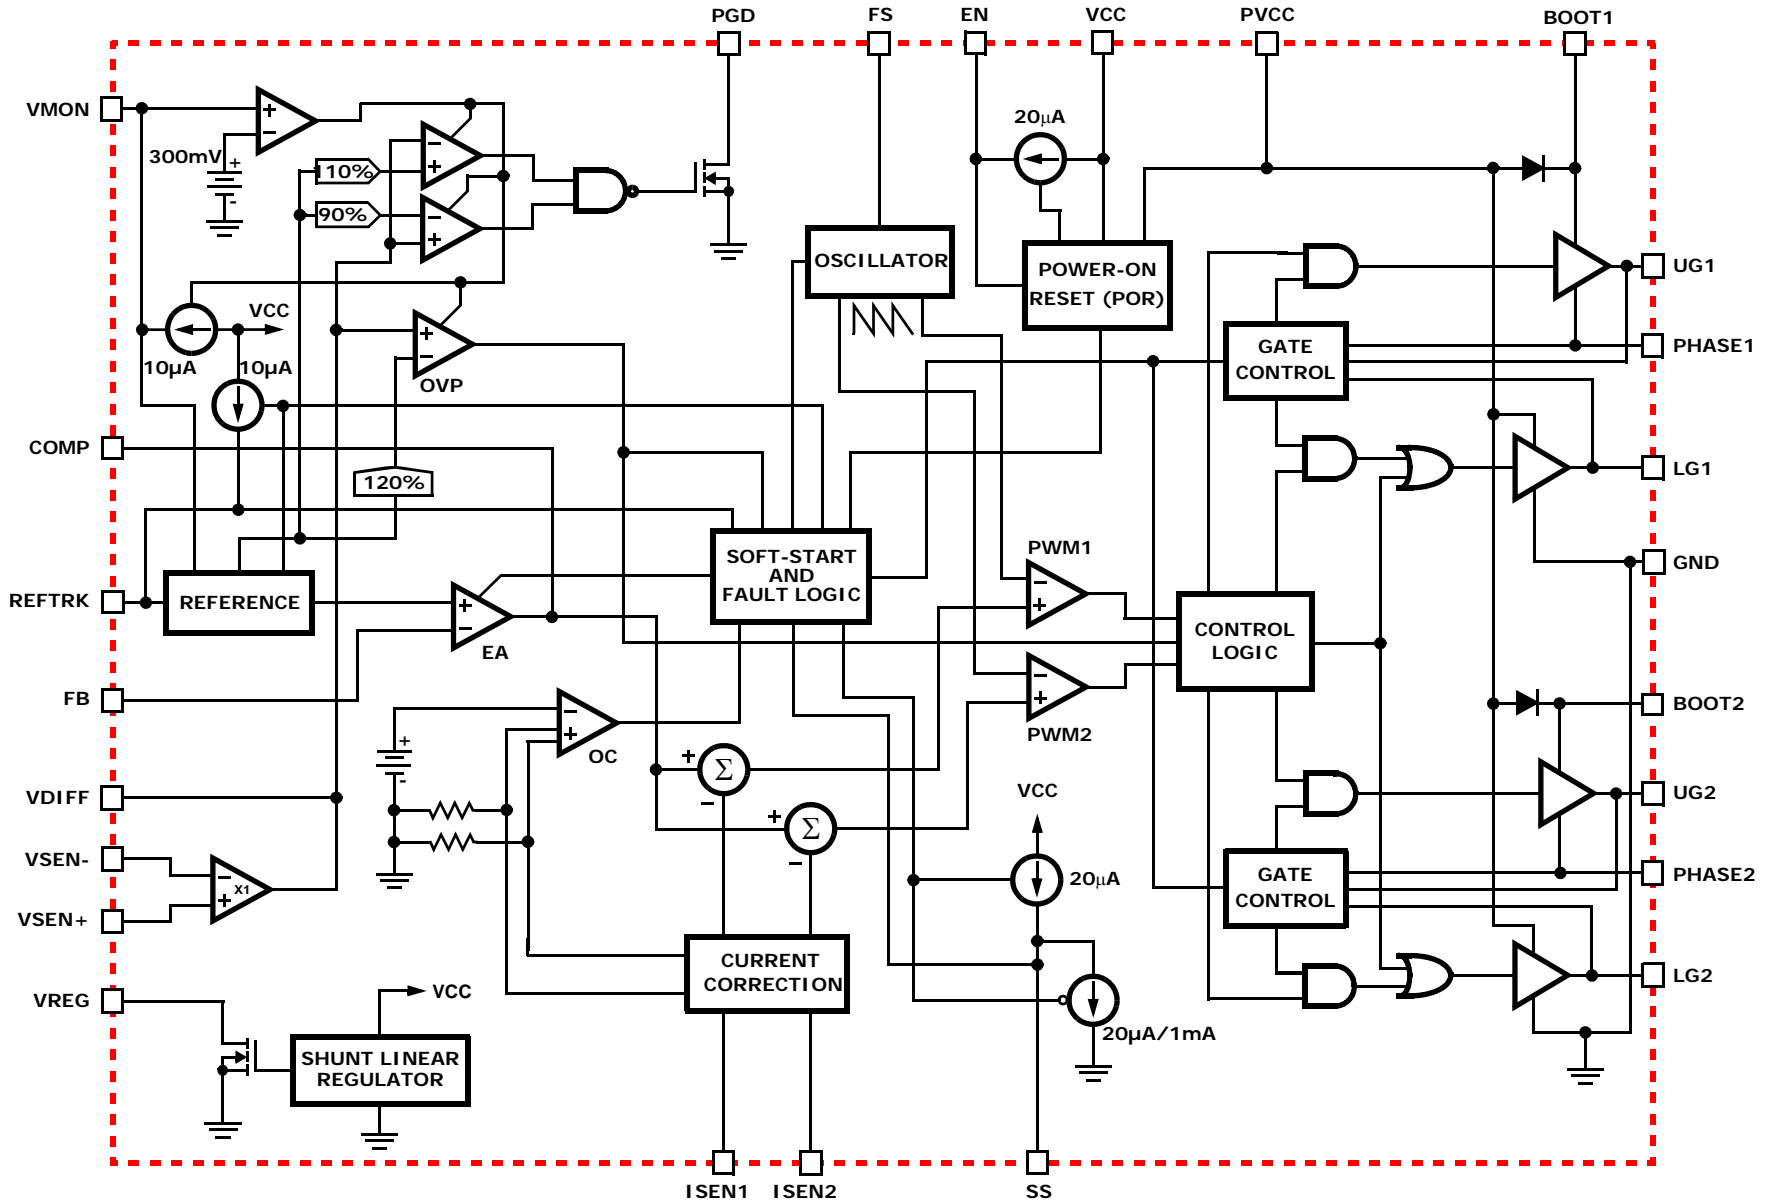 PGD
FS
EN
VCC
PVCC
BOOT1
VMON
+
−
300mV
+
-
110%
90%
−
+
−
+
20μA
OSCILLATOR
POWER-ON
RESET (POR)
UG1
VCC
10μA
10μA
+
−
OVP
GATE
CONTROL
PHASE1
COMP
120%
LG1
SOFT-START
AND
FAULT LOGIC
PWM1
−
+
GND
REFTRK
REFERENCE
+
−
EA
CONTROL
LOGIC
FB
−
+
OC
−
+
PWM2
BOOT2
+
-
+
Σ
−
VDIFF
+
Σ
−
VCC
UG2
VSEN-
−
+
X1
VSEN+
20μA
GATE
CONTROL
PHASE2
CURRENT
CORRECTION
LG2
VREG
VCC
20μA/1mA
SHUNT LINEAR
REGULATOR
ISEN1
ISEN2
SS